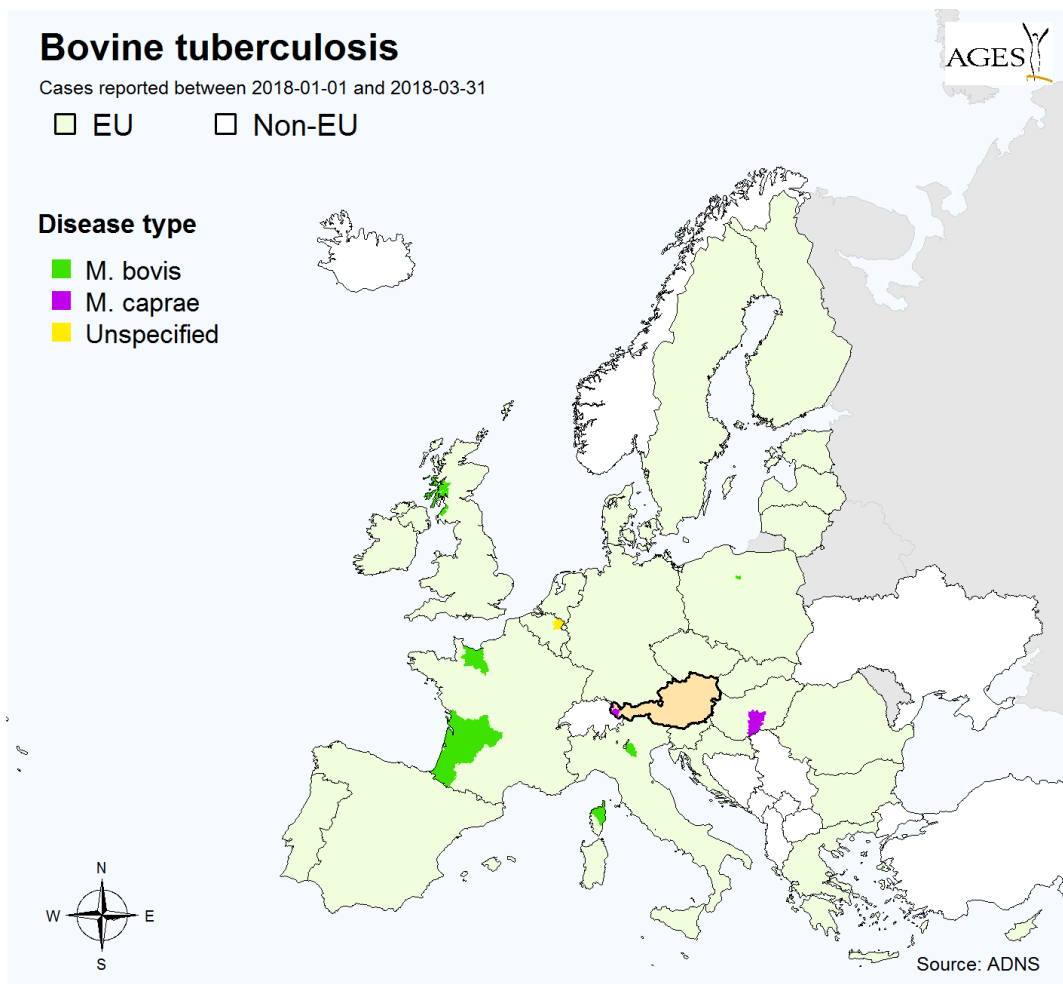 Bovine tuberculosis
Cases reported between 2018-01-01 and 2018-03-31
EU
Non-EU
AGES
Disease type
M. bovis
M. caprae
Unspecified
N
W E
S
Source: ADNS